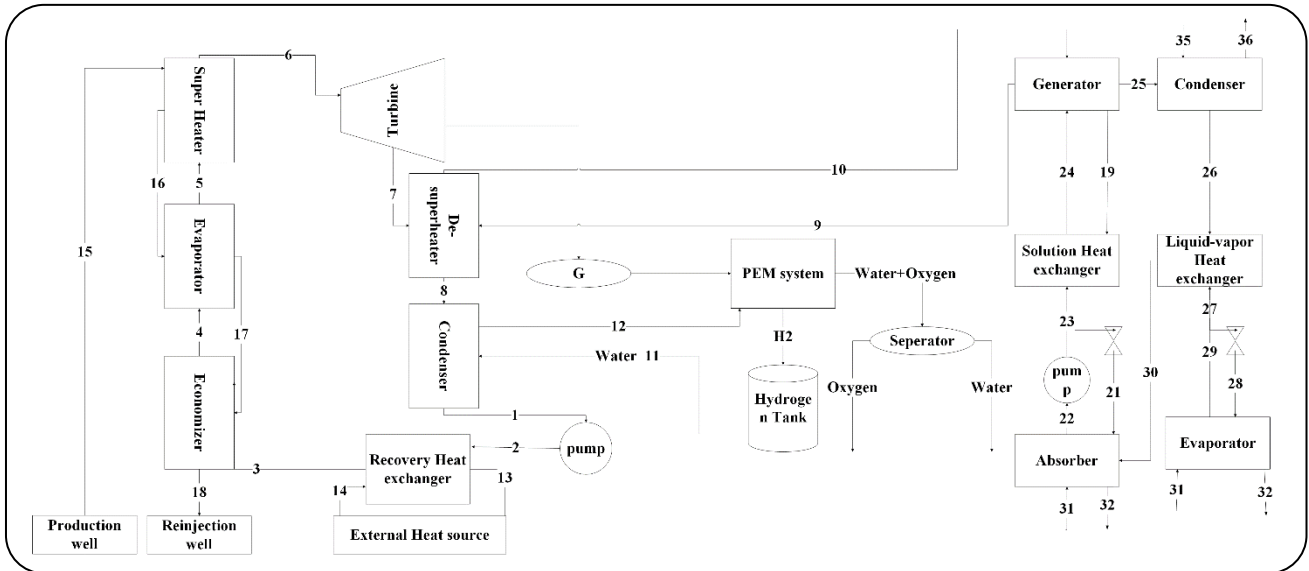 35
36
6
Super Heater
Turbine
Generator
25
Condenser
16
5
7
10
24
19
26
De-
superheater
9
15
Evaporator
Solution Heat
exchanger
Liquid-vapor
Heat
exchanger
G
PEM system
Water+Oxygen
8
4
17
12
H2
Seperator
23
27
29
30
Condenser
Water
11
Oxygen
Water
pum
p
21
28
Economizer
Hydroge
n Tank
1
22
2
pump
Absorber
Evaporator
3
Recovery Heat
exchanger
13
18
14
31
32
31
32
Production
well
Reinjection
well
External Heat source